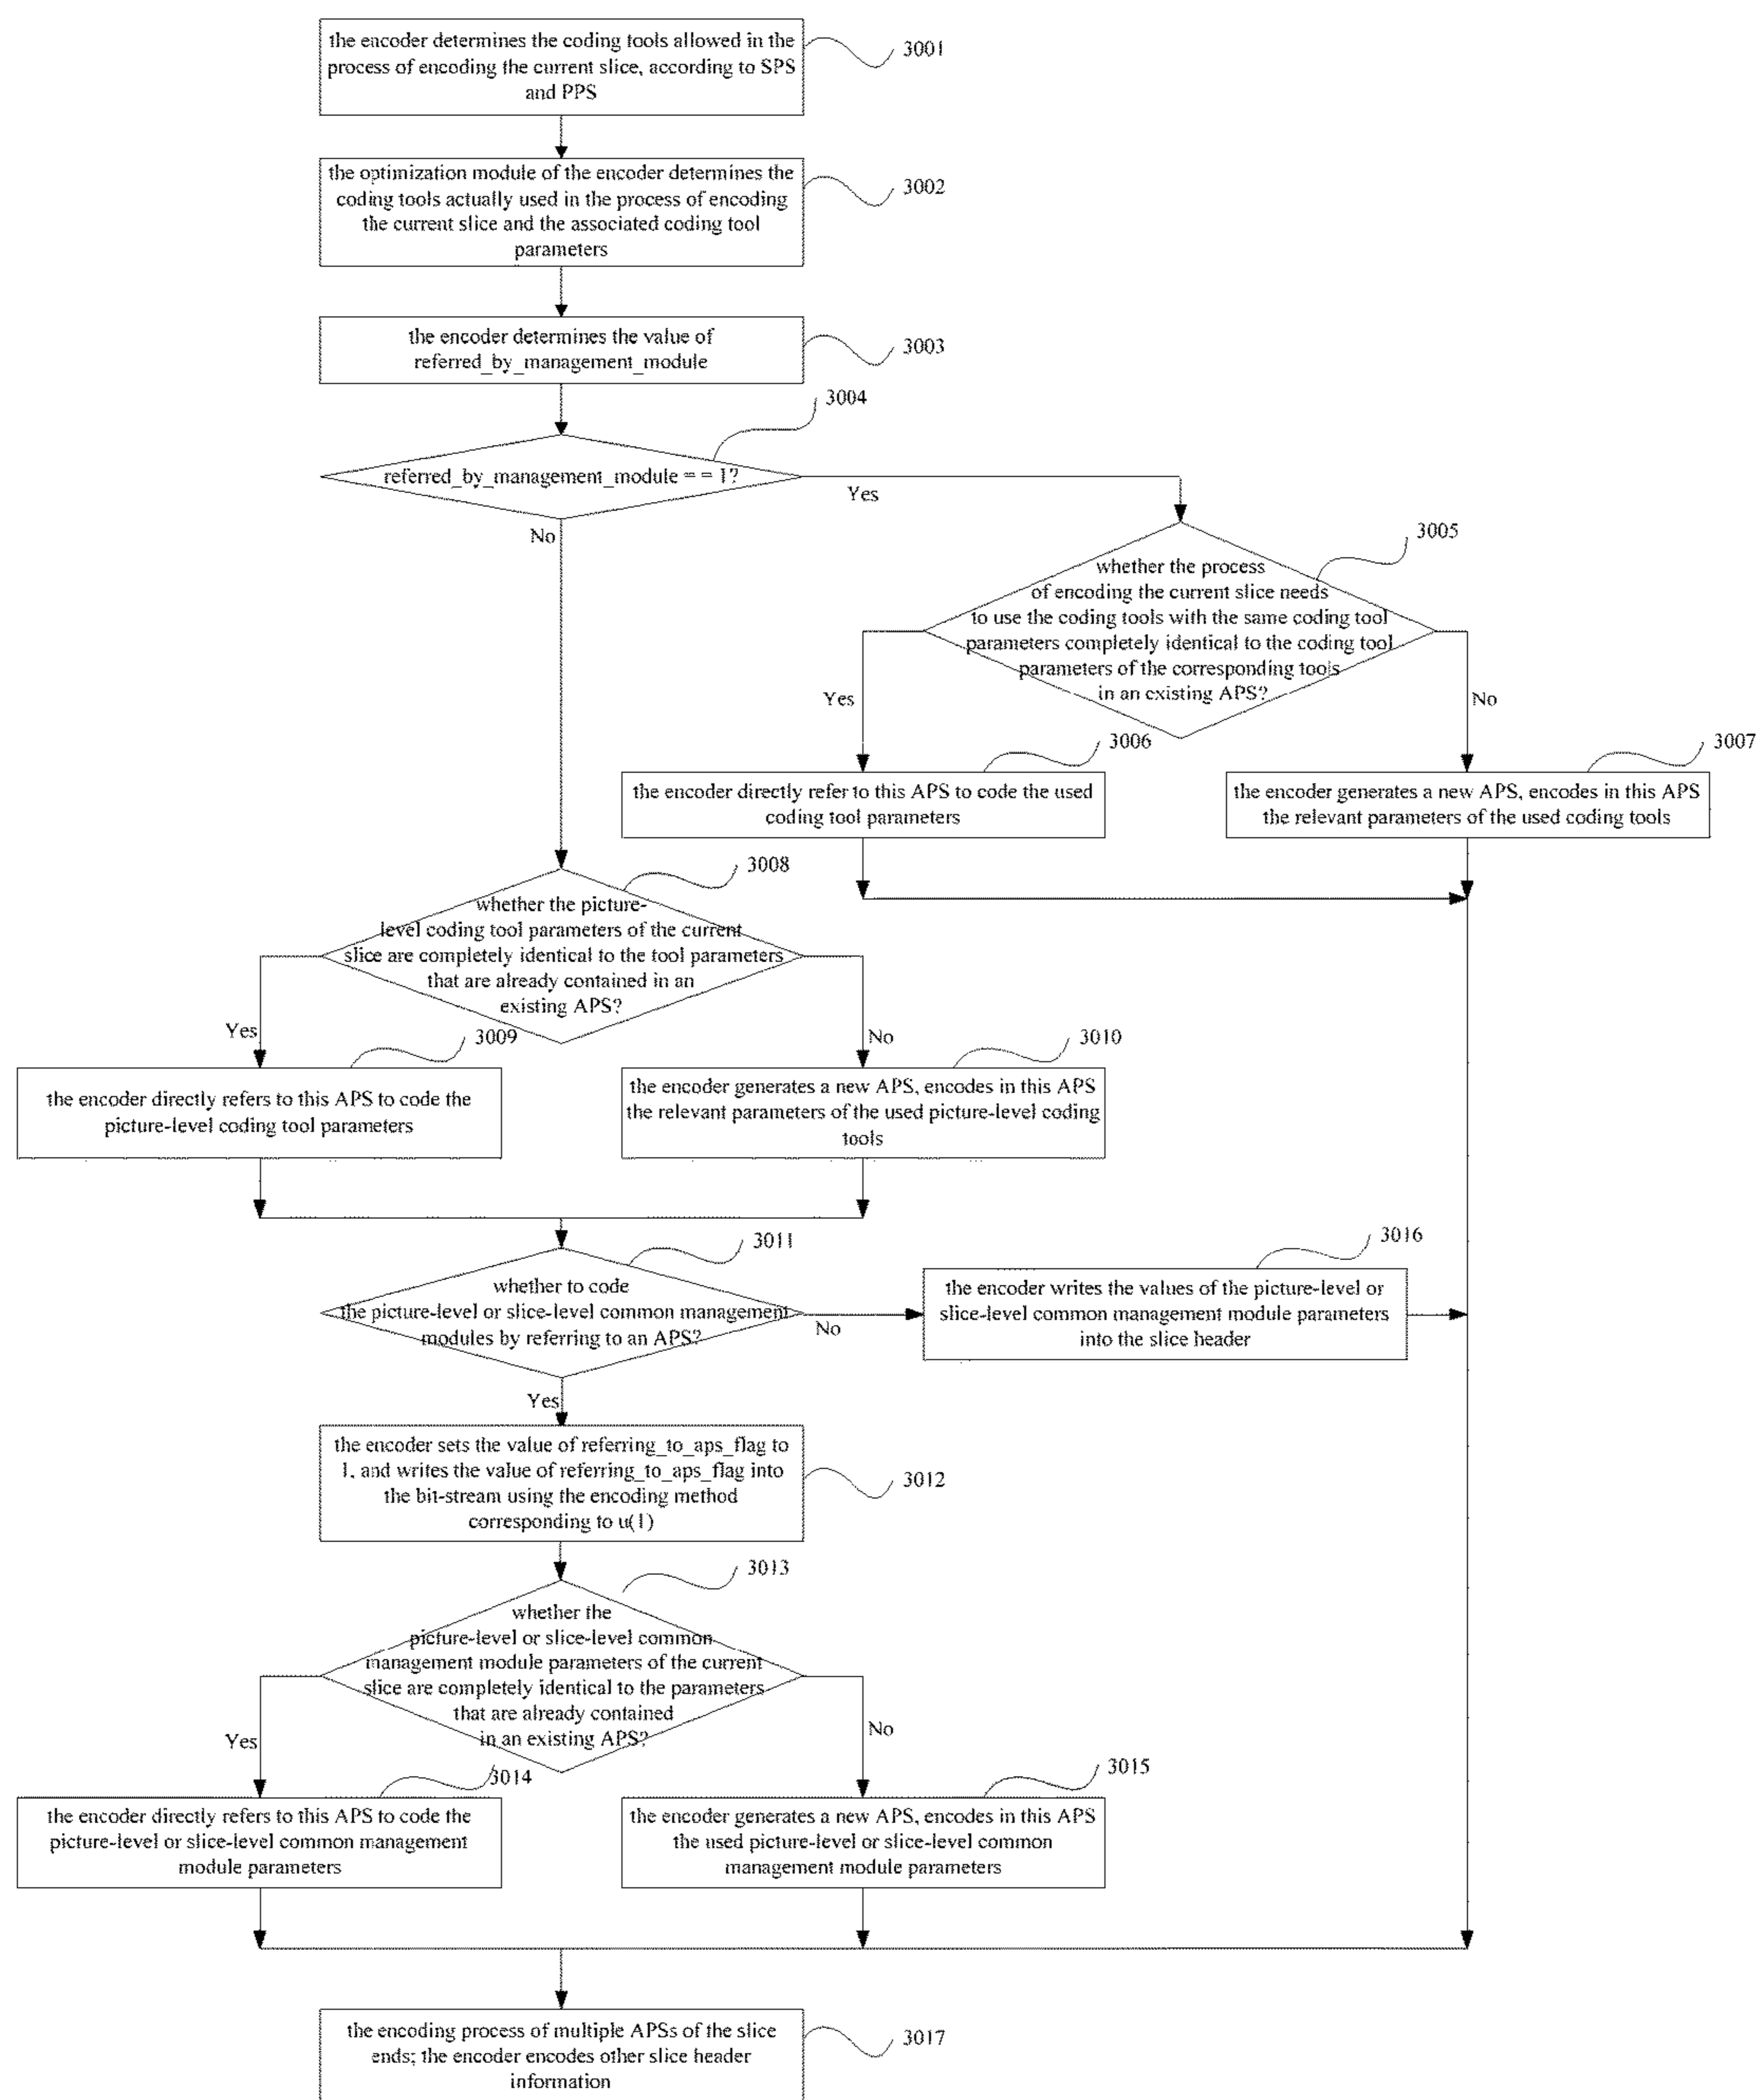 the encoder determines the coding tools allowed in the
process of encoding the current slice, according to SPS
and PPS
3001
the optimization module of the encoder determines the
coding tools actually used in the process of encoding
the current slice and the associated coding tool
parameters
3002
the encoder determines the value of
referred_by_management_module
3003
3004
referred_by_management_module = = 1?
Yes
No
3005
whether the process
of encoding the current slice needs
to use the coding tools with the same coding tool
parameters completely identical to the coding tool
parameters of the corresponding tools
in an existing APS?
Yes
No
3006
the encoder directly refer to this APS to code the used
coding tool parameters
3007
the encoder generates a new APS, encodes in this APS
the relevant parameters of the used coding tools
3008
whether the picture-
level coding tool parameters of the current
slice are completely identical to the tool parameters
that are already contained in an
existing APS?
Yes
No
3009
the encoder directly refers to this APS to code the
picture-level coding tool parameters
3010
the encoder generates a new APS, encodes in this APS
the relevant parameters of the used picture-level coding
tools
3011
whether to code
the picture-level or slice-level common management
modules by referring to an APS?
No
Yes
3016
the encoder writes the values of the picture-level or
slice-level common management module parameters
into the slice header
the encoder sets the value of referring_to_aps_flag to
1, and writes the value of referring_to_aps_flag into
the bit-stream using the encoding method
corresponding to u(1)
3012
3013
whether the
picture-level or slice-level common
management module parameters of the current
slice are completely identical to the parameters
that are already contained
in an existing APS?
Yes
No
3014
the encoder directly refers to this APS to code the
picture-level or slice-level common management
module parameters
3015
the encoder generates a new APS, encodes in this APS
the used picture-level or slice-level common
management module parameters
the encoding process of multiple APSs of the slice
ends; the encoder encodes other slice header
information
3017